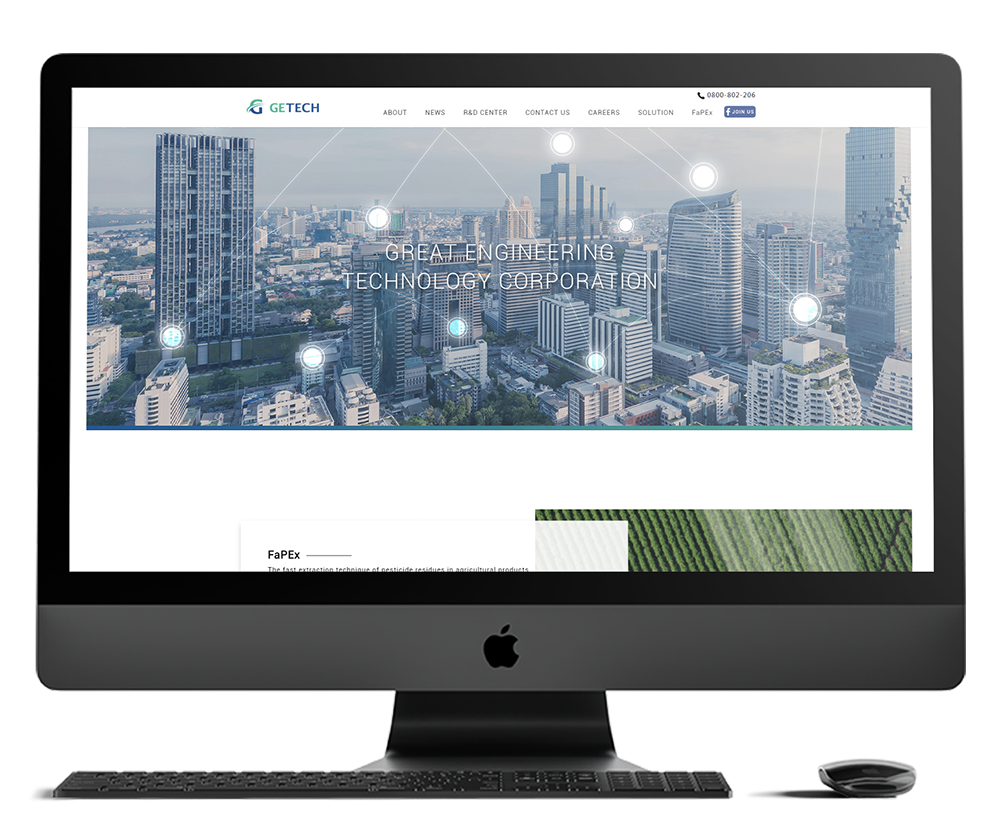 0800-802-206
GETECH
ABOUT NEWS R&D CENTER CONTACT US CAREERS SOLUTION FaPEx f JOIN US
GREAT ENGINEERING
TECHNOLOGY CORPORATION
FaPEx
The fast extraction technique of pesticide residues in agricultural products